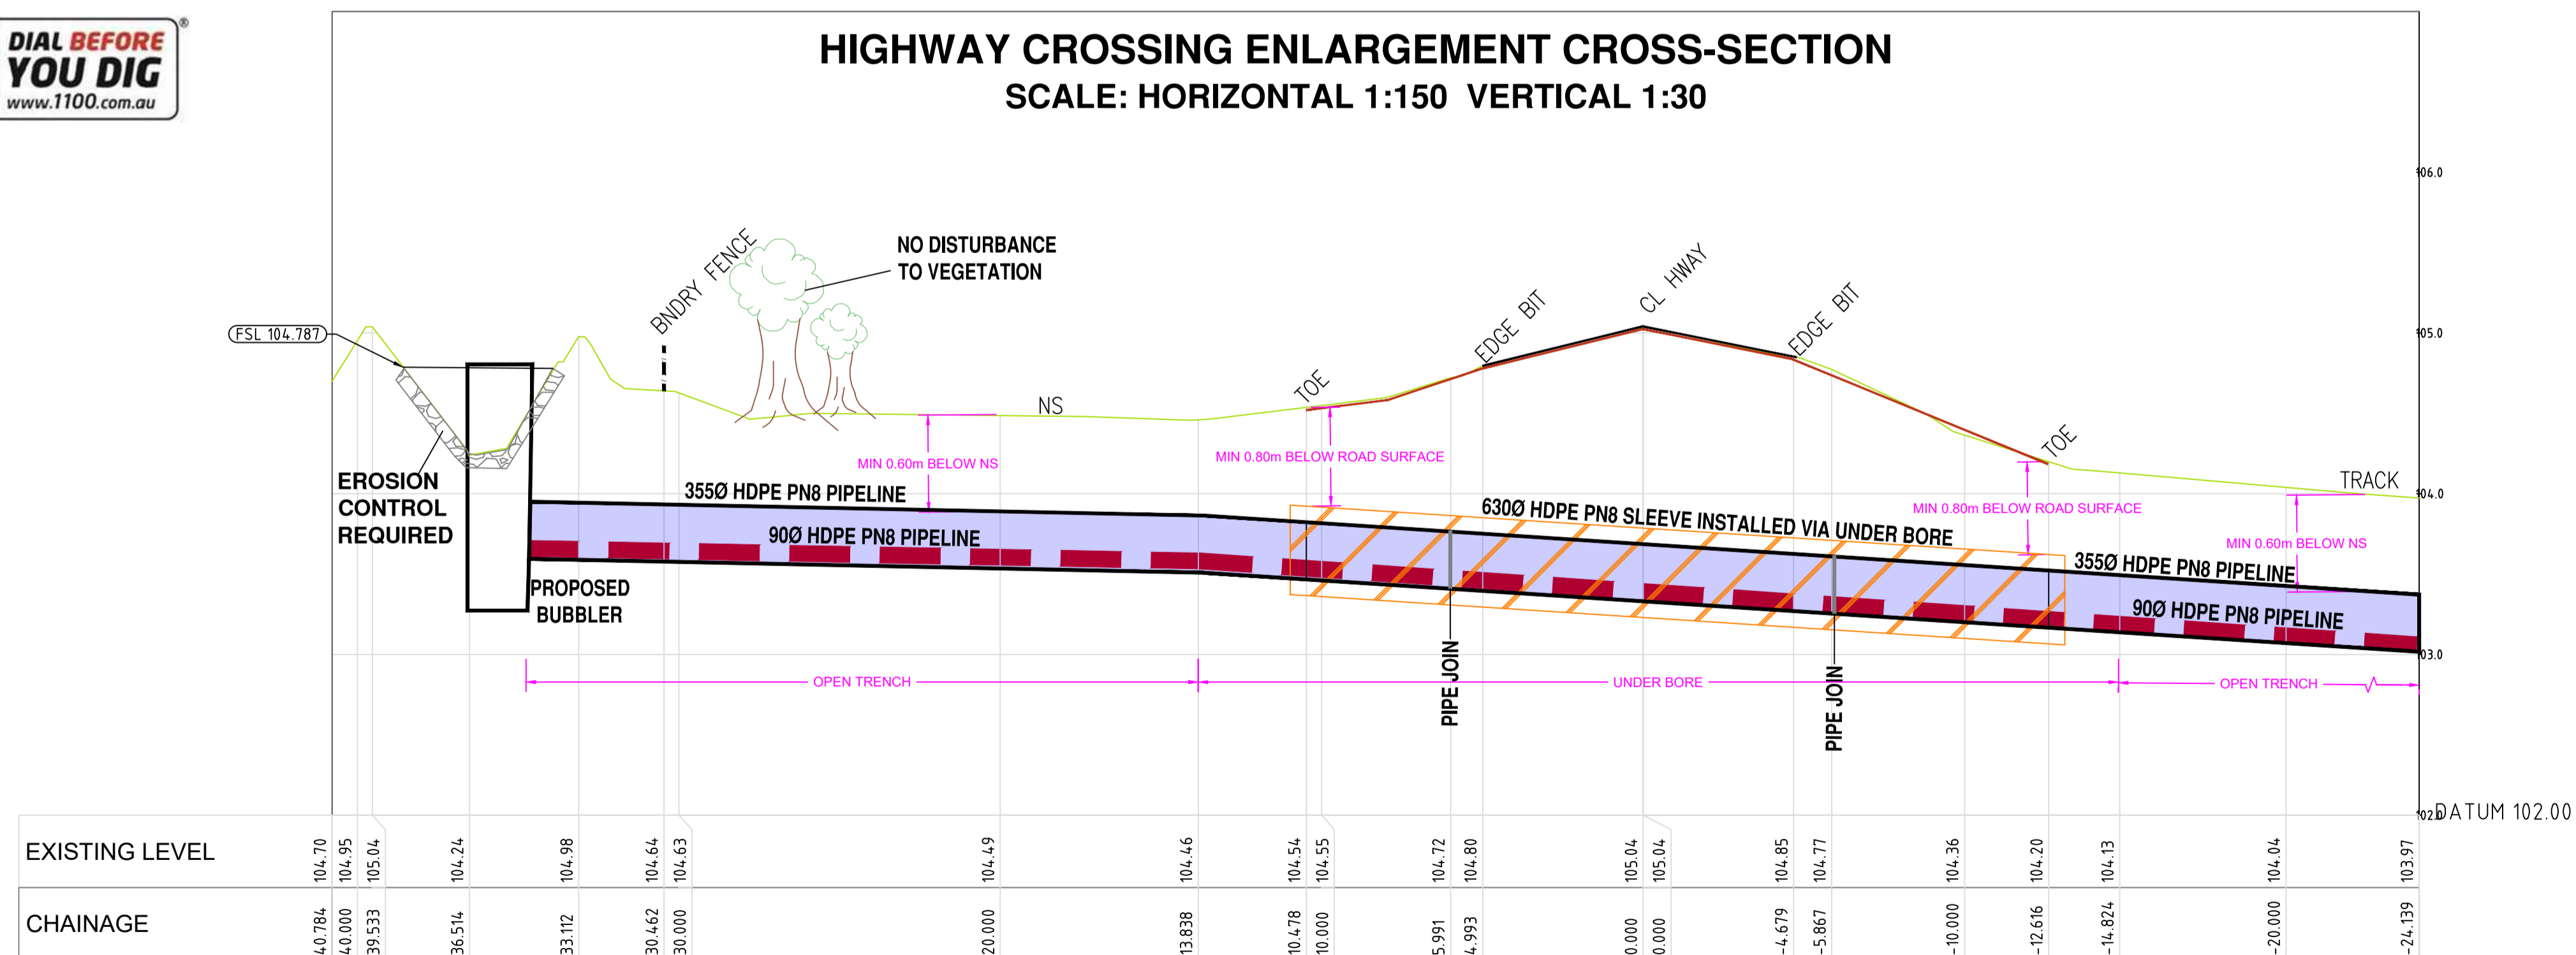 DIAL BEFORE
YOU DIG
www.1100.com.au
®
HIGHWAY CROSSING ENLARGEMENT CROSS-SECTION
SCALE: HORIZONTAL 1:150 VERTICAL 1:30
106.0
105.0
104.0
103.0
102.0
DATUM 102.00
FSL 104.787
BNDRY FENCE
NO DISTURBANCE
TO VEGETATION
NS
TOE
EDGE BIT
CL HWAY
EDGE BIT
TOE
TRACK
EROSION
CONTROL
REQUIRED
PROPOSED
BUBBLER
355Ø HDPE PN8 PIPELINE
90Ø HDPE PN8 PIPELINE
MIN 0.60m BELOW NS
MIN 0.80m BELOW ROAD SURFACE
630Ø HDPE PN8 SLEEVE INSTALLED VIA UNDER BORE
MIN 0.80m BELOW ROAD SURFACE
MIN 0.60m BELOW NS
355Ø HDPE PN8 PIPELINE
90Ø HDPE PN8 PIPELINE
PIPE JOIN
PIPE JOIN
OPEN TRENCH
UNDER BORE
OPEN TRENCH
EXISTING LEVEL
104.70 104.95 105.04 104.24 104.98 104.64 104.63 104.49 104.46 104.54 104.55 104.72 104.80 105.04 105.04 104.85 104.77 104.36 104.20 104.13 104.04 103.97
CHAINAGE
40.784 40.000 39.533 36.514 33.112 30.462 30.000 20.000 13.838 10.478 10.000 5.991 4.993 0.000 0.000 -4.679 -5.867 -10.000 -12.616 -14.824 -20.000 -24.139